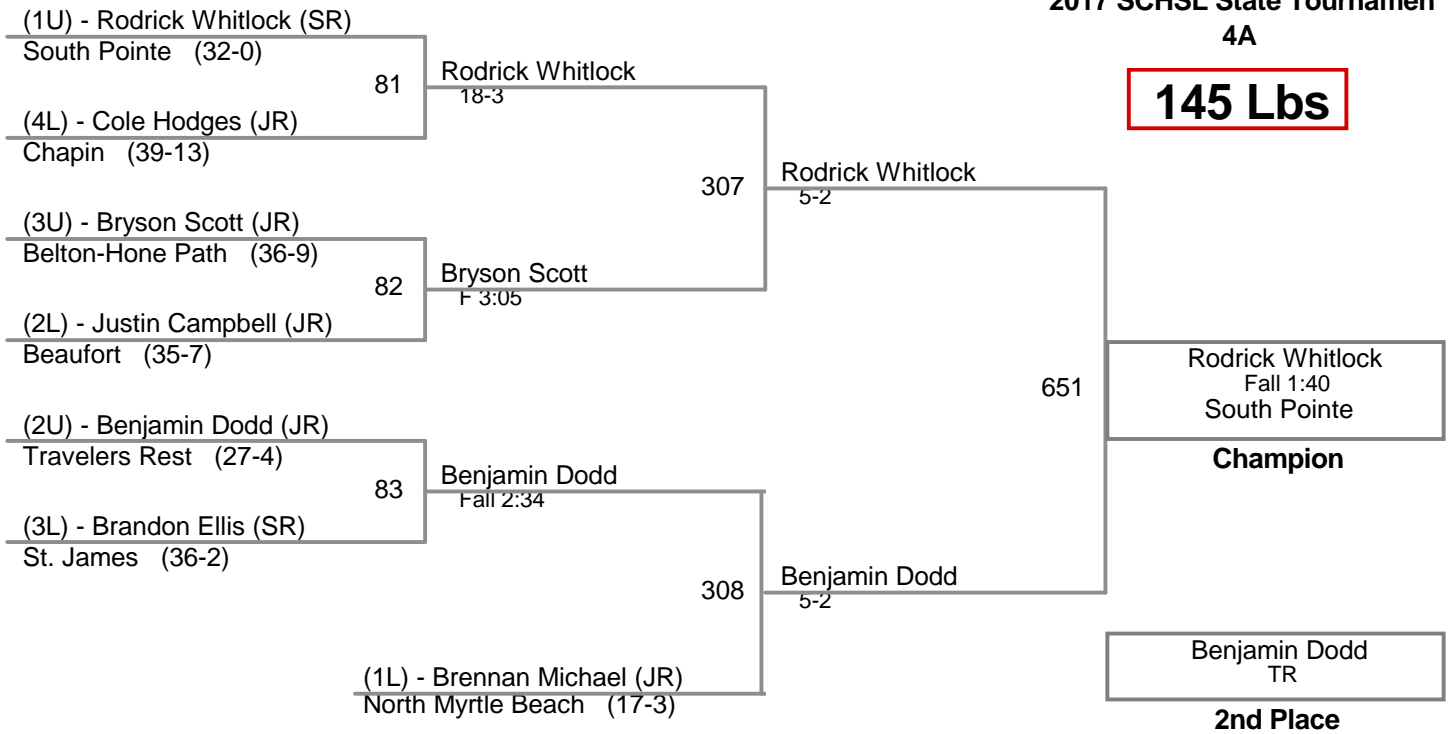 2017 SCHSL State Tournamen
4A
145 Lbs
(1U) - Rodrick Whitlock (SR)
South Pointe (32-0)
81
Rodrick Whitlock
18-3
(4L) - Cole Hodges (JR)
Chapin (39-13)
307
Rodrick Whitlock
5-2
(3U) - Bryson Scott (JR)
Belton-Hone Path (36-9)
82
Bryson Scott
F 3:05
(2L) - Justin Campbell (JR)
Beaufort (35-7)
651
Rodrick Whitlock
Fall 1:40
South Pointe
Champion
(2U) - Benjamin Dodd (JR)
Travelers Rest (27-4)
83
Benjamin Dodd
Fall 2:34
(3L) - Brandon Ellis (SR)
St. James (36-2)
308
Benjamin Dodd
5-2
(1L) - Brennan Michael (JR)
North Myrtle Beach (17-3)
Benjamin Dodd
TR
2nd Place